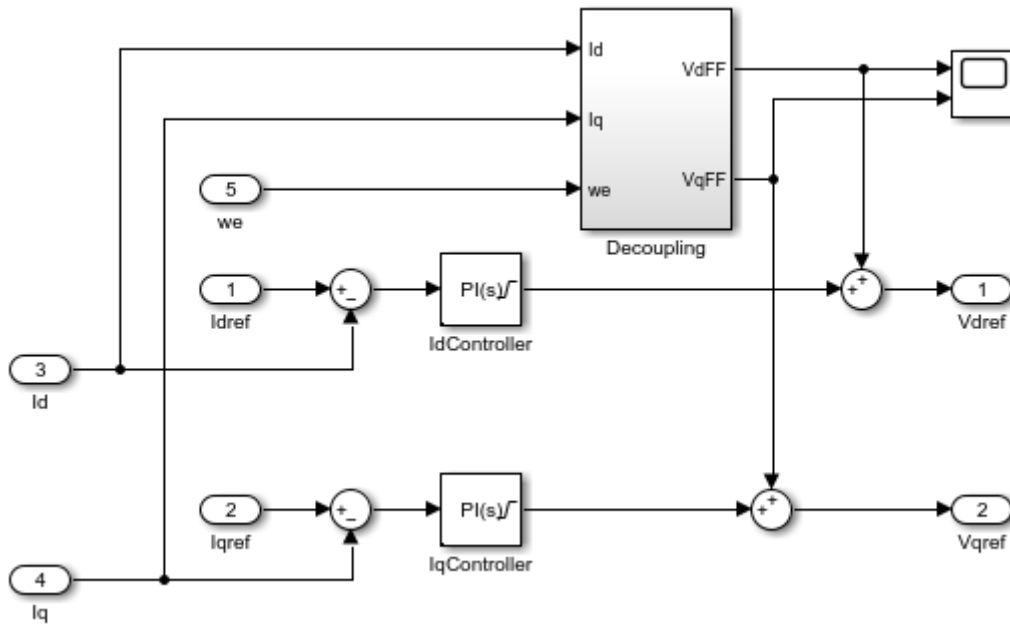 Id
VdFF
Iq
VqFF
5
we
we
Decoupling
1
+
–
PI(s)
+
+
1
Idref
IdController
Vdref
3
Id
2
+
–
PI(s)
+
+
2
Iqref
IqController
Vqref
4
Iq